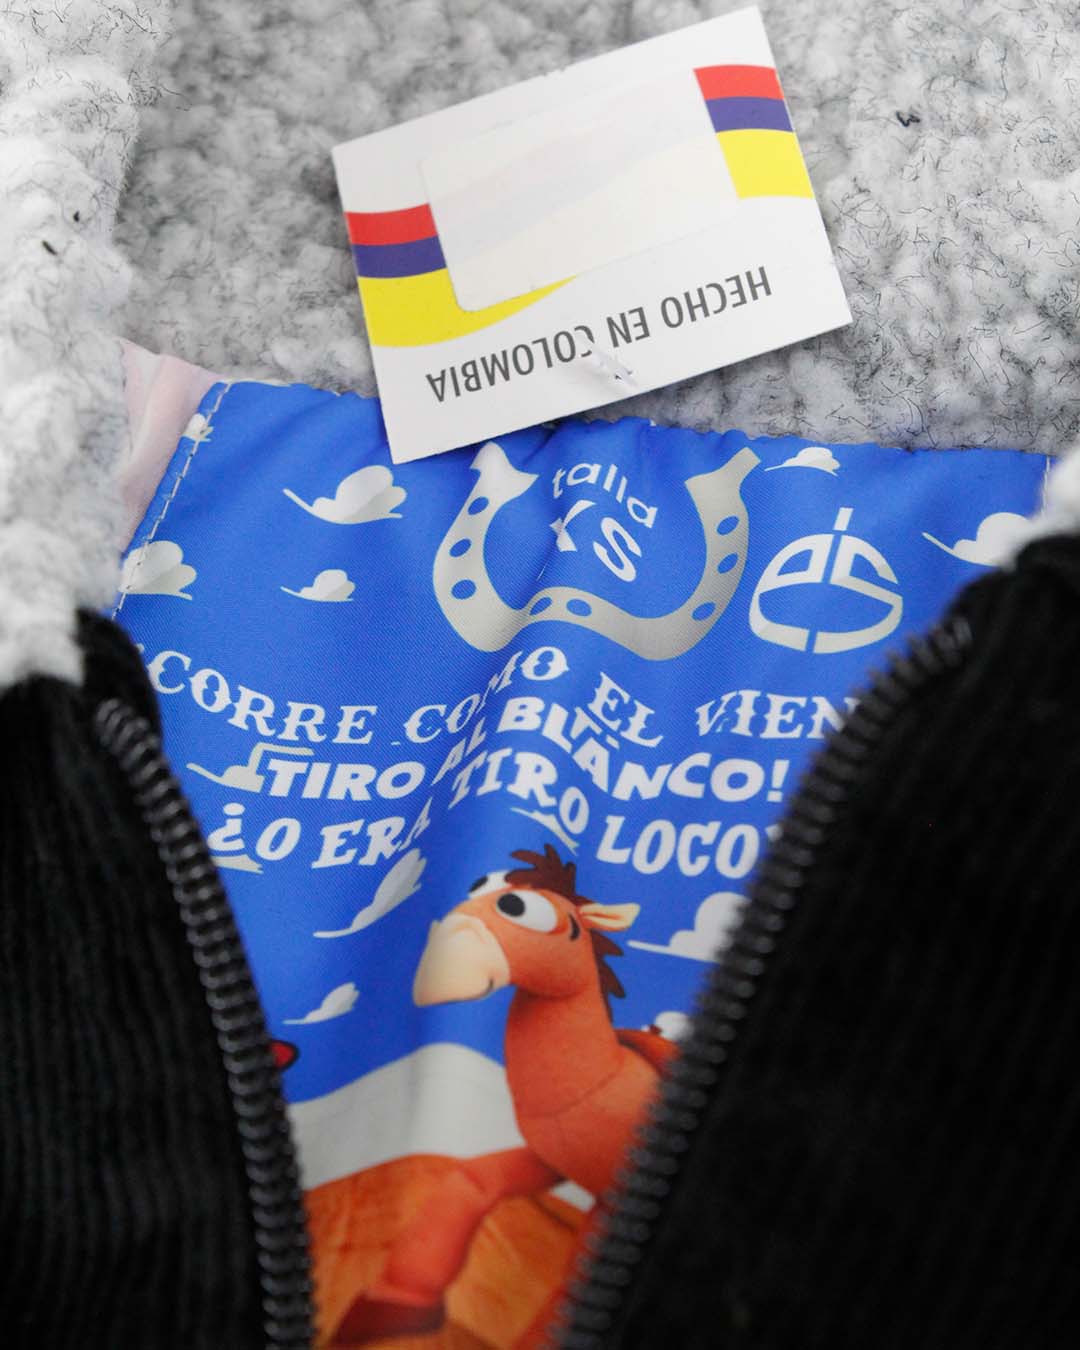 HECHO EN COLOMBIA
talla
XS
CORRE COMO EL VIEN
TIRO AL BLANCO!
¿O ERA TIRO LOCO